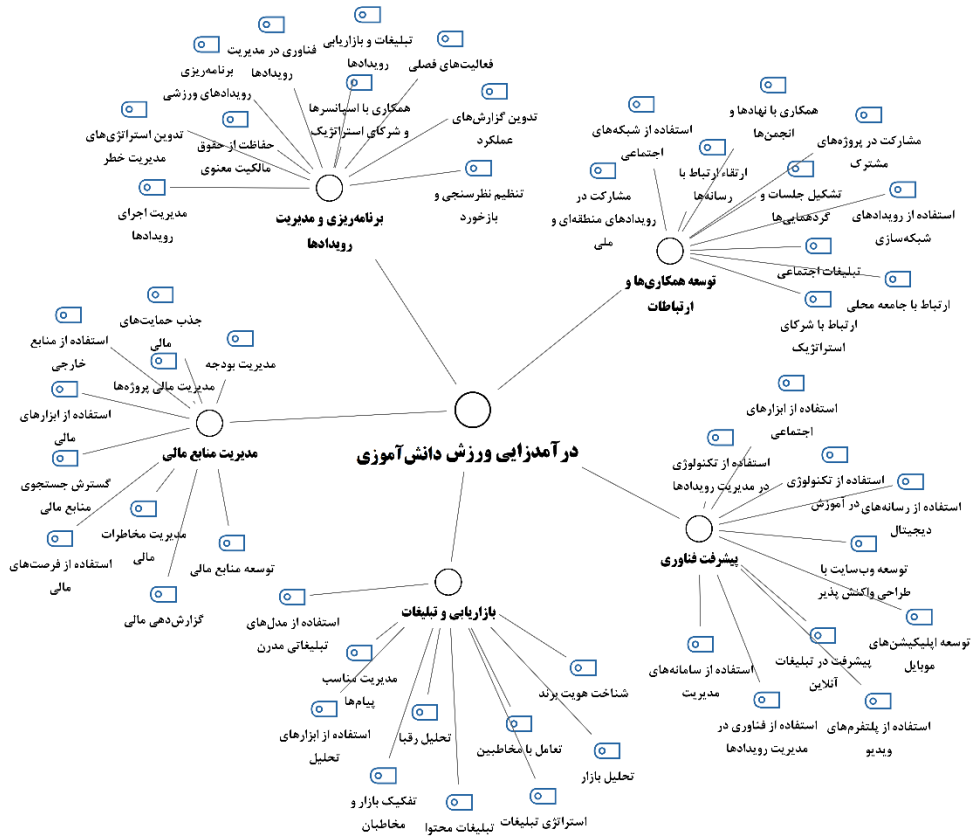 درآمدزایی ورزش دانش‌آموزی
برنامه‌ریزی و مدیریت
رویدادها
فعالیت‌های فصلی
تبلیغات و بازاریابی
رویدادها
فناوری در مدیریت
رویدادها
برنامه‌ریزی
رویدادهای ورزشی
همکاری با اسپانسرها
و شرکای استراتژیک
تدوین گزارش‌های
عملکرد
تدوین استراتژی‌های
مدیریت خطر
حفاظت از حقوق
مالکیت معنوی
تنظیم نظرسنجی و
بازخورد
مدیریت اجرای
رویدادها
توسعه همکاری‌ها و
ارتباطات
همکاری با نهادها و
انجمن‌ها
استفاده از شبکه‌های
اجتماعی
مشارکت در پروژه‌های
مشترک
ارتقاء ارتباط با
رسانه‌ها
مشارکت در
رویدادهای منطقه‌ای و
ملی
تشکیل جلسات و
گردهمایی‌ها
استفاده از رویدادهای
شبکه‌سازی
تبلیغات اجتماعی
ارتباط با جامعه محلی
ارتباط با شرکای
استراتژیک
مدیریت منابع مالی
جذب حمایت‌های
مالی
استفاده از منابع
خارجی
مدیریت بودجه
مدیریت مالی پروژه‌ها
استفاده از ابزارهای
مالی
گسترش جستجوی
منابع مالی
مدیریت مخاطرات
مالی
استفاده از فرصت‌های
مالی
توسعه منابع مالی
گزارش‌دهی مالی
پیشرفت فناوری
استفاده از ابزارهای
اجتماعی
استفاده از تکنولوژی
در مدیریت رویدادها
استفاده از تکنولوژی
در آموزش
استفاده از رسانه‌های
دیجیتال
توسعه وب‌سایت با
طراحی واکنش پذیر
توسعه اپلیکیشن‌های
موبایل
پیشرفت در تبلیغات
آنلاین
استفاده از سامانه‌های
مدیریت
استفاده از فناوری در
مدیریت رویدادها
استفاده از پلتفرم‌های
ویدیو
بازاریابی و تبلیغات
استفاده از مدل‌های
تبلیغاتی مدرن
مدیریت مناسب
پیام‌ها
شناخت هویت برند
استفاده از ابزارهای
تحلیل
تحلیل رقبا
تعامل با مخاطبین
تحلیل بازار
تفکیک بازار و
مخاطبان
تبلیغات محتوا
استراتژی تبلیغات